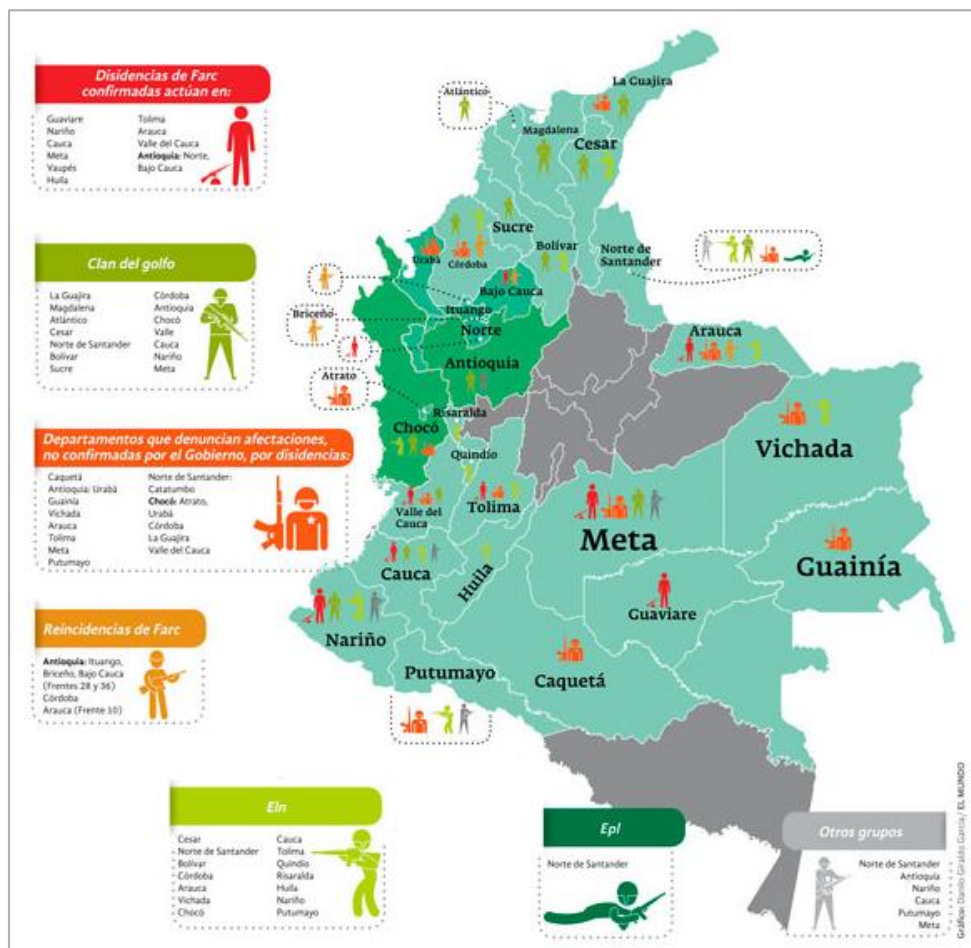 Disidencias de Farc
confirmadas actúan en:
Guaviare
Nariño
Cauca
Meta
Vaupés
Huila
Tolima
Arauca
Valle del Cauca
Antioquia: Norte,
Bajo Cauca
Clan del golfo
La Guajira
Magdalena
Atlántico
Cesar
Norte de Santander
Bolívar
Sucre
Córdoba
Antioquia
Chocó
Valle
Cauca
Nariño
Meta
Departamentos que denuncian afectaciones,
no confirmadas por el Gobierno, por disidencias:
Caquetá
Antioquia: Urabá
Guainía
Vichada
Arauca
Tolima
Meta
Putumayo
Norte de Santander:
Catatumbo
Chocó: Atrato,
Urabá
Córdoba
La Guajira
Valle del Cauca
Reincidencias de Farc
Antioquia: Ituango,
Briceño, Bajo Cauca
(Frentes 28 y 36)
Córdoba
Arauca (Frente 10)
Eln
Cesar
Norte de Santander
Bolívar
Córdoba
Arauca
Vichada
Chocó
Cauca
Tolima
Quindío
Risaralda
Huila
Nariño
Putumayo
Epl
Norte de Santander
Otros grupos
Norte de Santander
Antioquia
Nariño
Cauca
Putumayo
Meta
La Guajira
Atlántico
Magdalena
Cesar
Sucre
Bolívar
Norte de
Santander
Urabá
Córdoba
Bajo Cauca
Ituango
Briceño
Norte
Antioquia
Arauca
Atrato
Risaralda
Chocó
Quindío
Vichada
Valle del
Cauca
Tolima
Meta
Guainía
Cauca
Huila
Guaviare
Nariño
Putumayo
Caquetá
Gráfico: Danilo Giraldo García / EL MUNDO